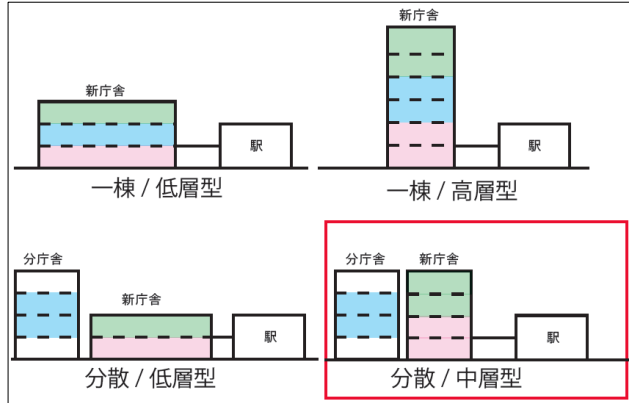 新庁舎
駅
一棟 / 低層型
新庁舎
駅
一棟 / 高層型
分庁舎
新庁舎
駅
分散 / 低層型
分庁舎
新庁舎
駅
分散 / 中層型